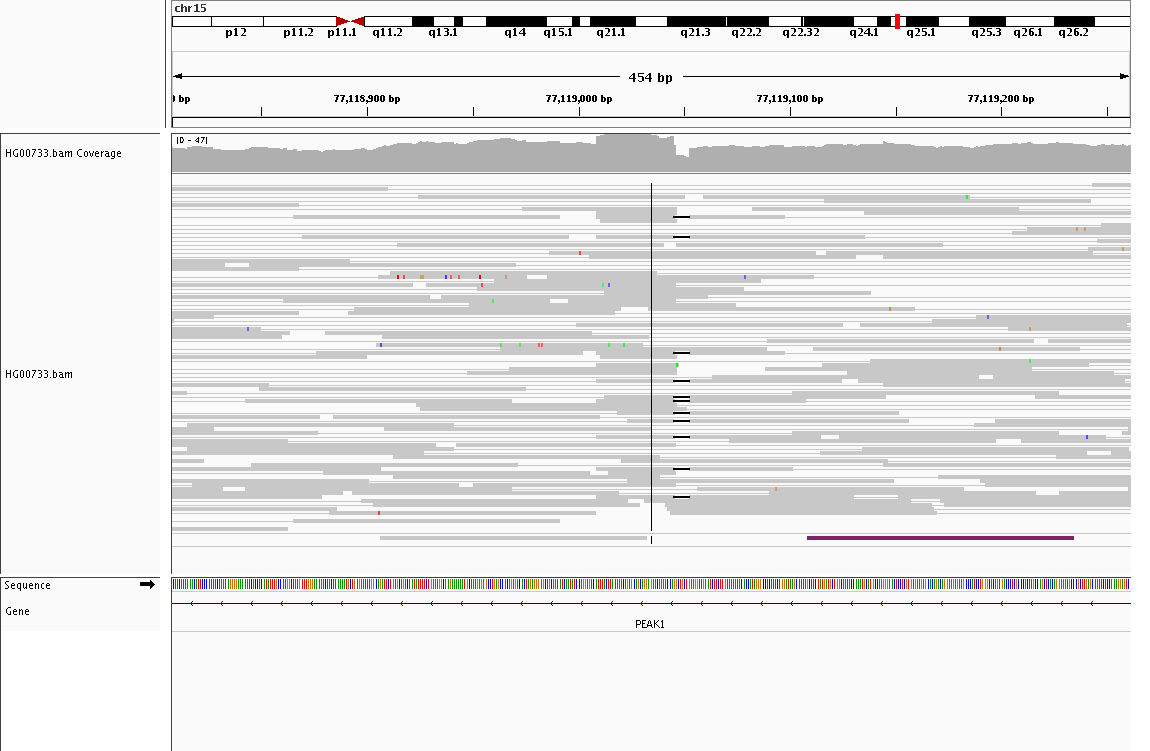 chr15
p12 p11.2 p11.1 q11.2 q13.1 q14 q15.1 q21.1 q21.3 q22.2 q22.32 q24.1 q25.1 q25.3 q26.1 q26.2
454 bp
bp 77,118,900 bp 77,119,000 bp 77,119,100 bp 77,119,200 bp
[0 - 47]
HG00733.bam Coverage
HG00733.bam
Sequence
Gene
PEAK1